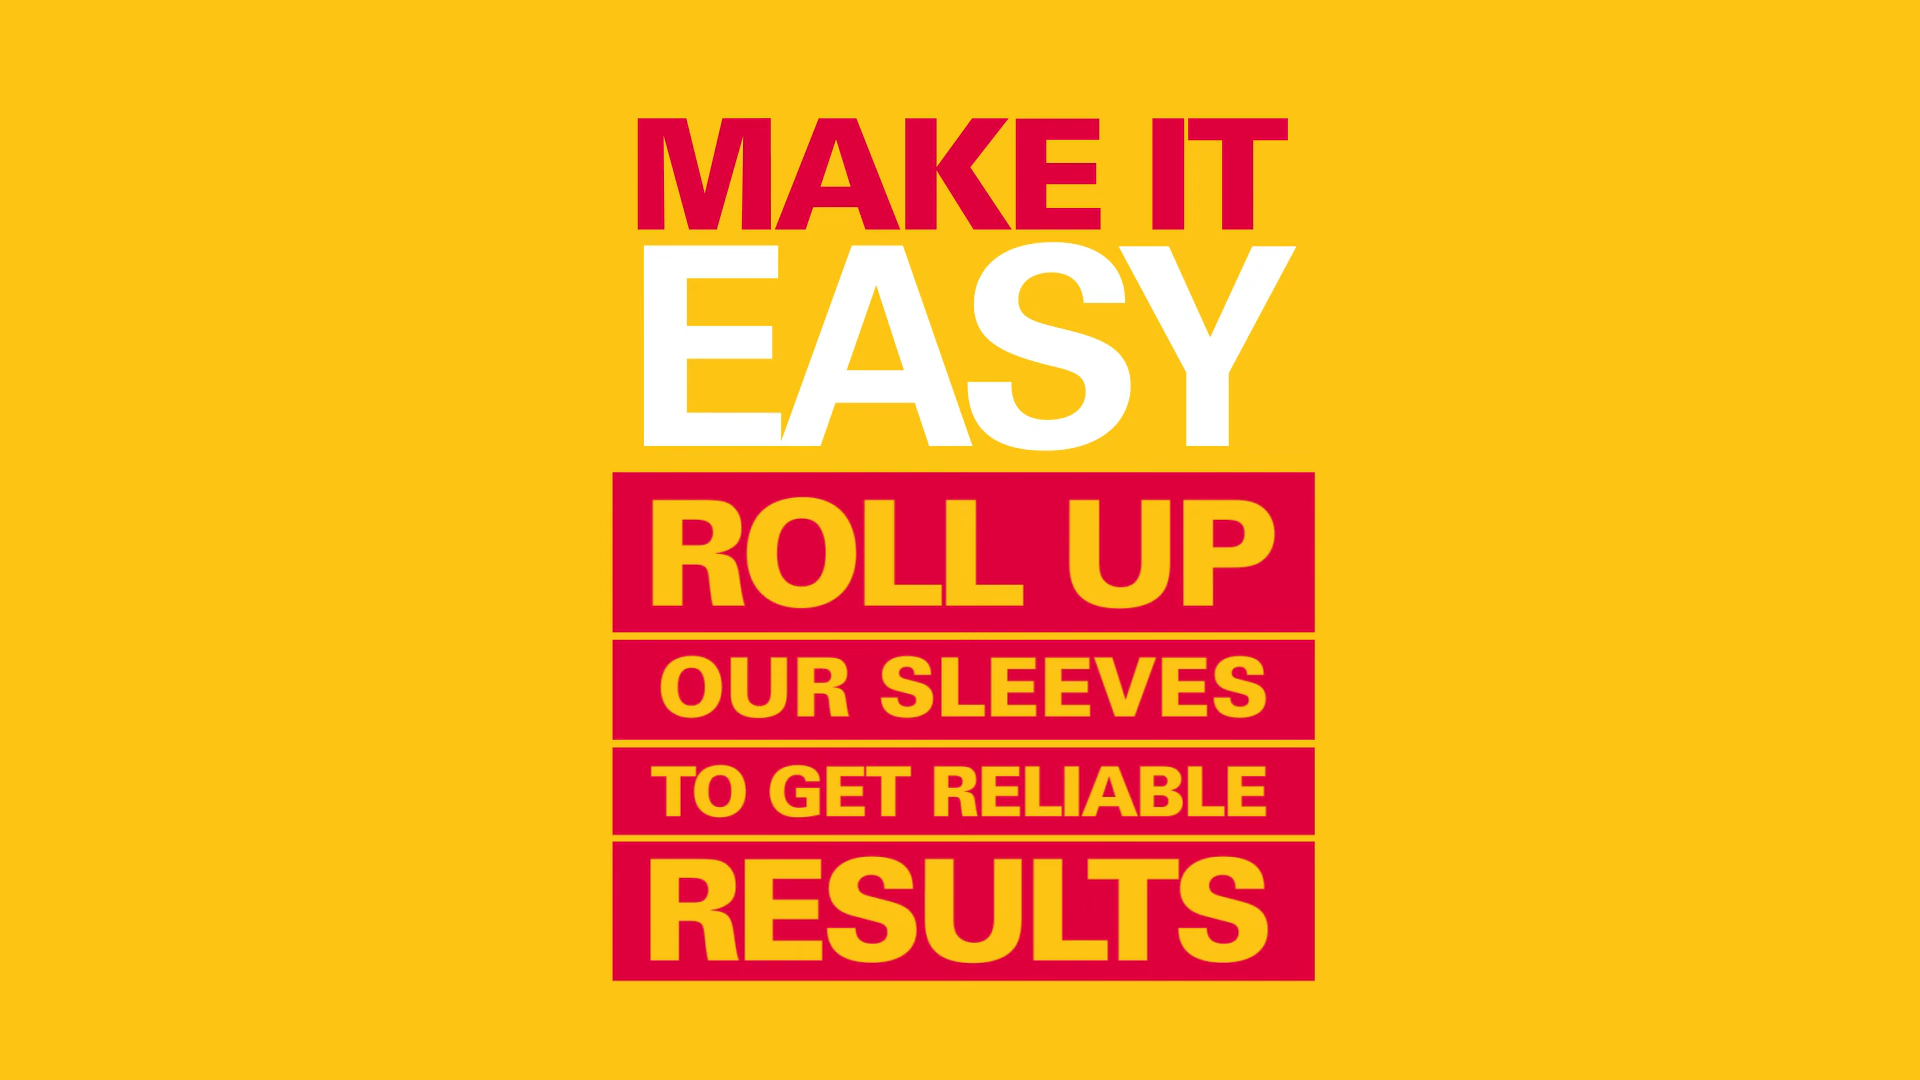 MAKE IT
EASY
ROLL UP
OUR SLEEVES
TO GET RELIABLE
RESULTS